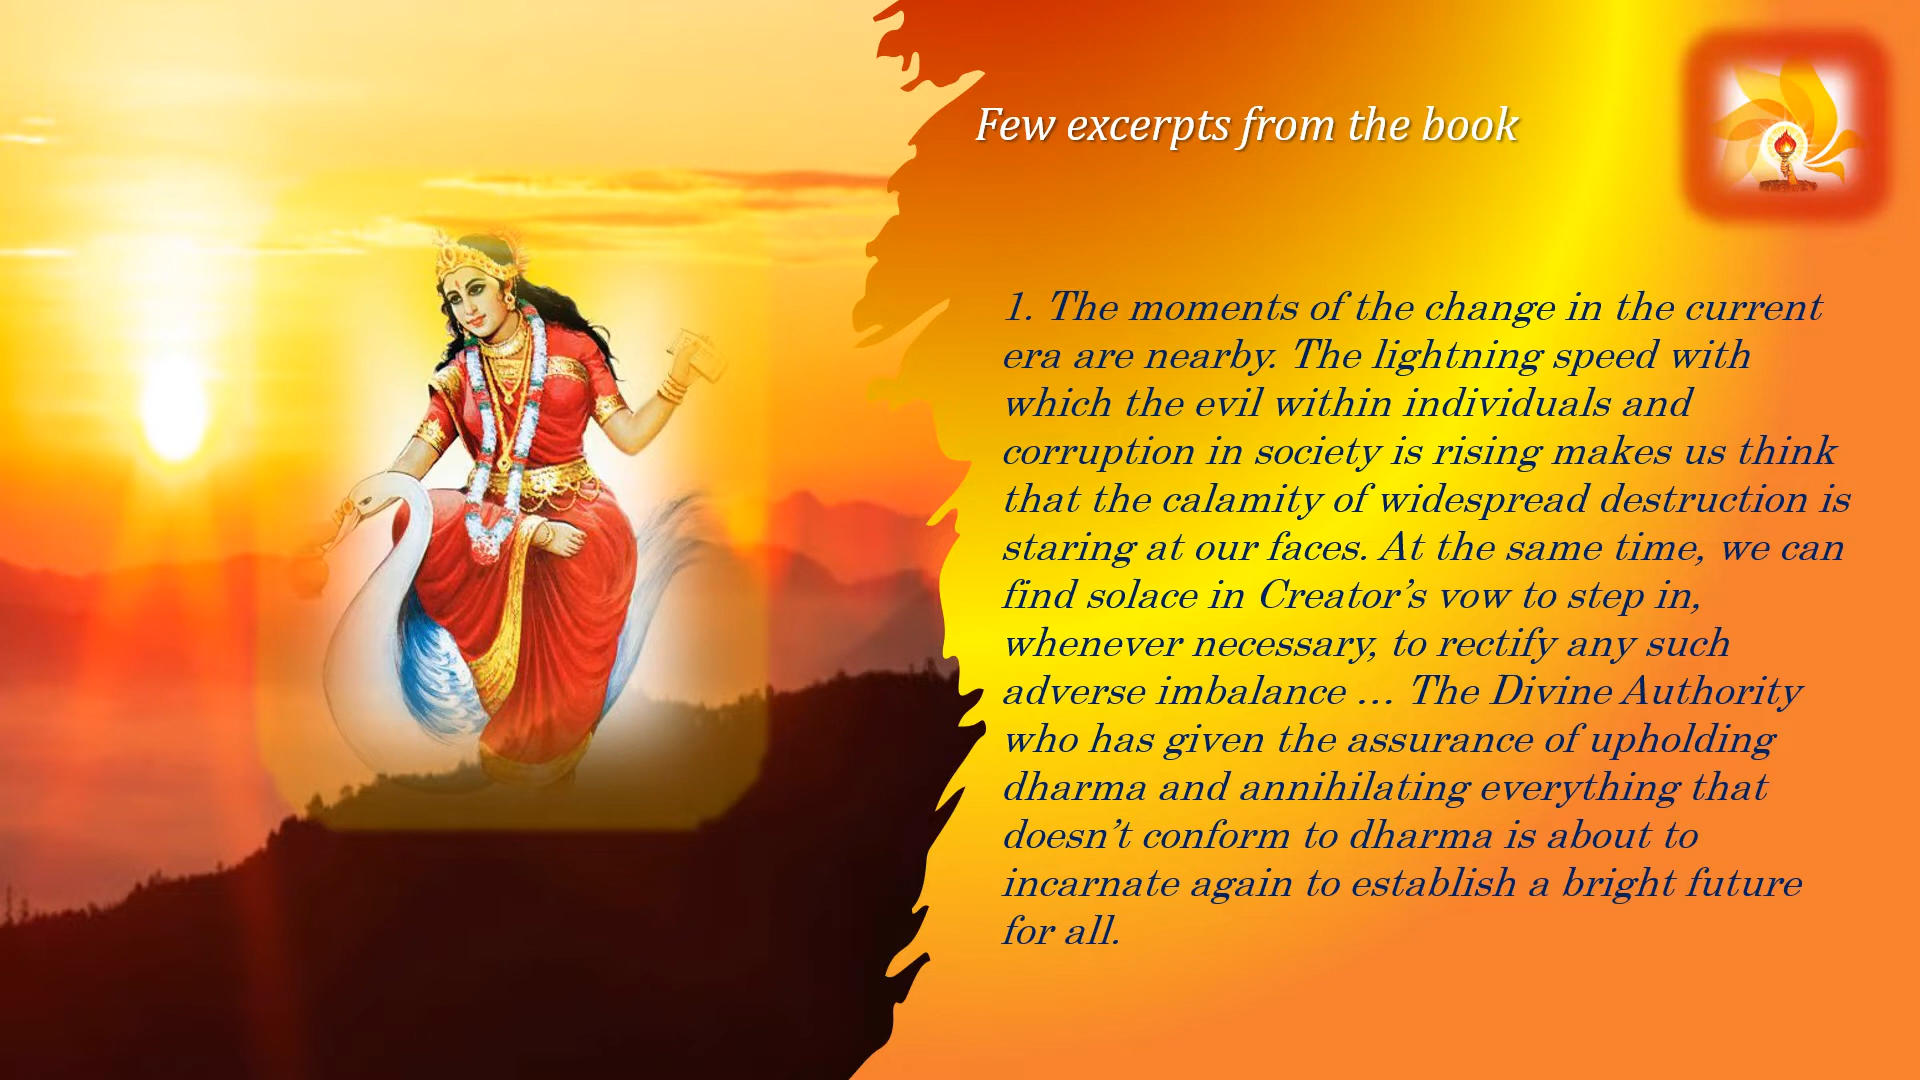 Few excerpts from the book
1. The moments of the change in the current
era are nearby. The lightning speed with
which the evil within individuals and
corruption in society is rising makes us think
that the calamity of widespread destruction is
staring at our faces. At the same time, we can
find solace in Creator’s vow to step in,
whenever necessary, to rectify any such
adverse imbalance … The Divine Authority
who has given the assurance of upholding
dharma and annihilating everything that
doesn’t conform to dharma is about to
incarnate again to establish a bright future
for all.